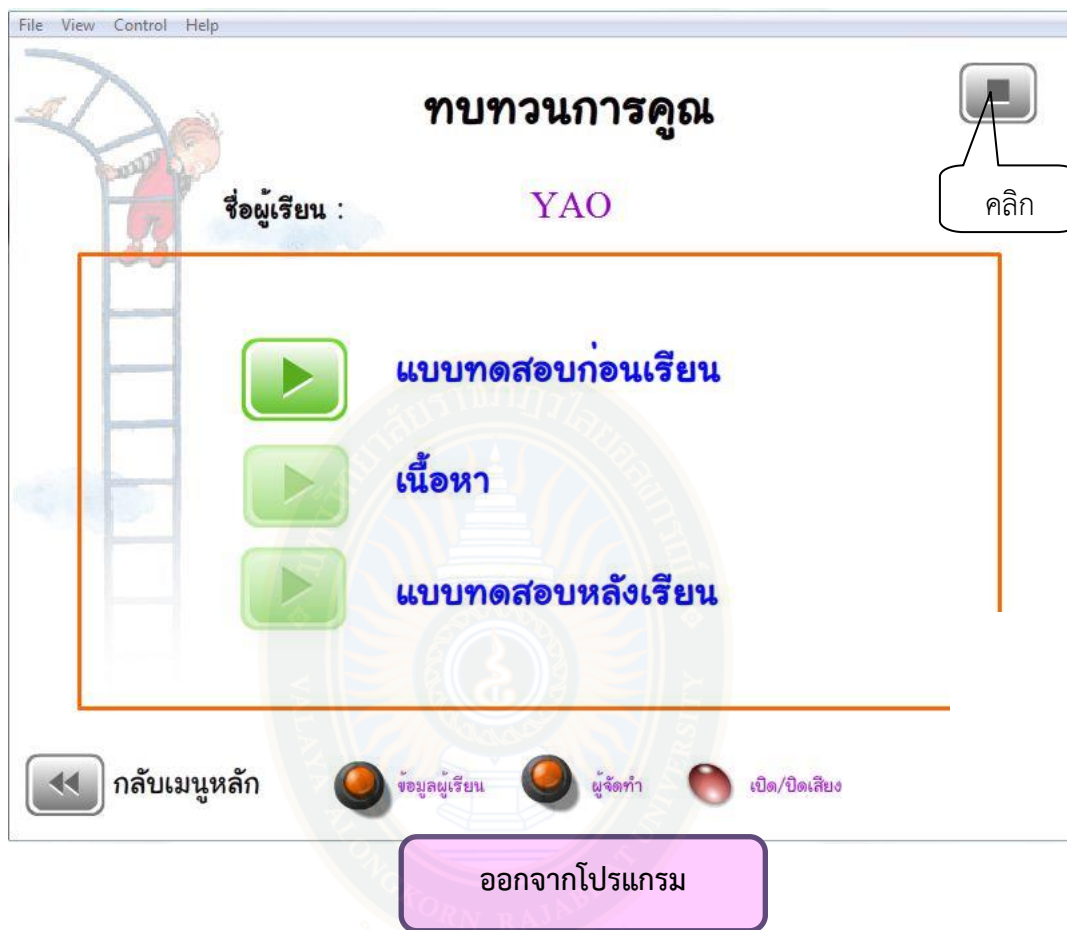 File View Control Help
ทบทวนการคูณ
คลิก
ชื่อผู้เรียน : YAO
แบบทดสอบก่อนเรียน
เนื้อหา
แบบทดสอบหลังเรียน
กลับเมนูหลัก ข้อมูลผู้เรียน ผู้จัดทำ เปิด/ปิดเสียง
ออกจากโปรแกรม
VALAYA ALONGKORN RAJABHAT UNIVERSITY